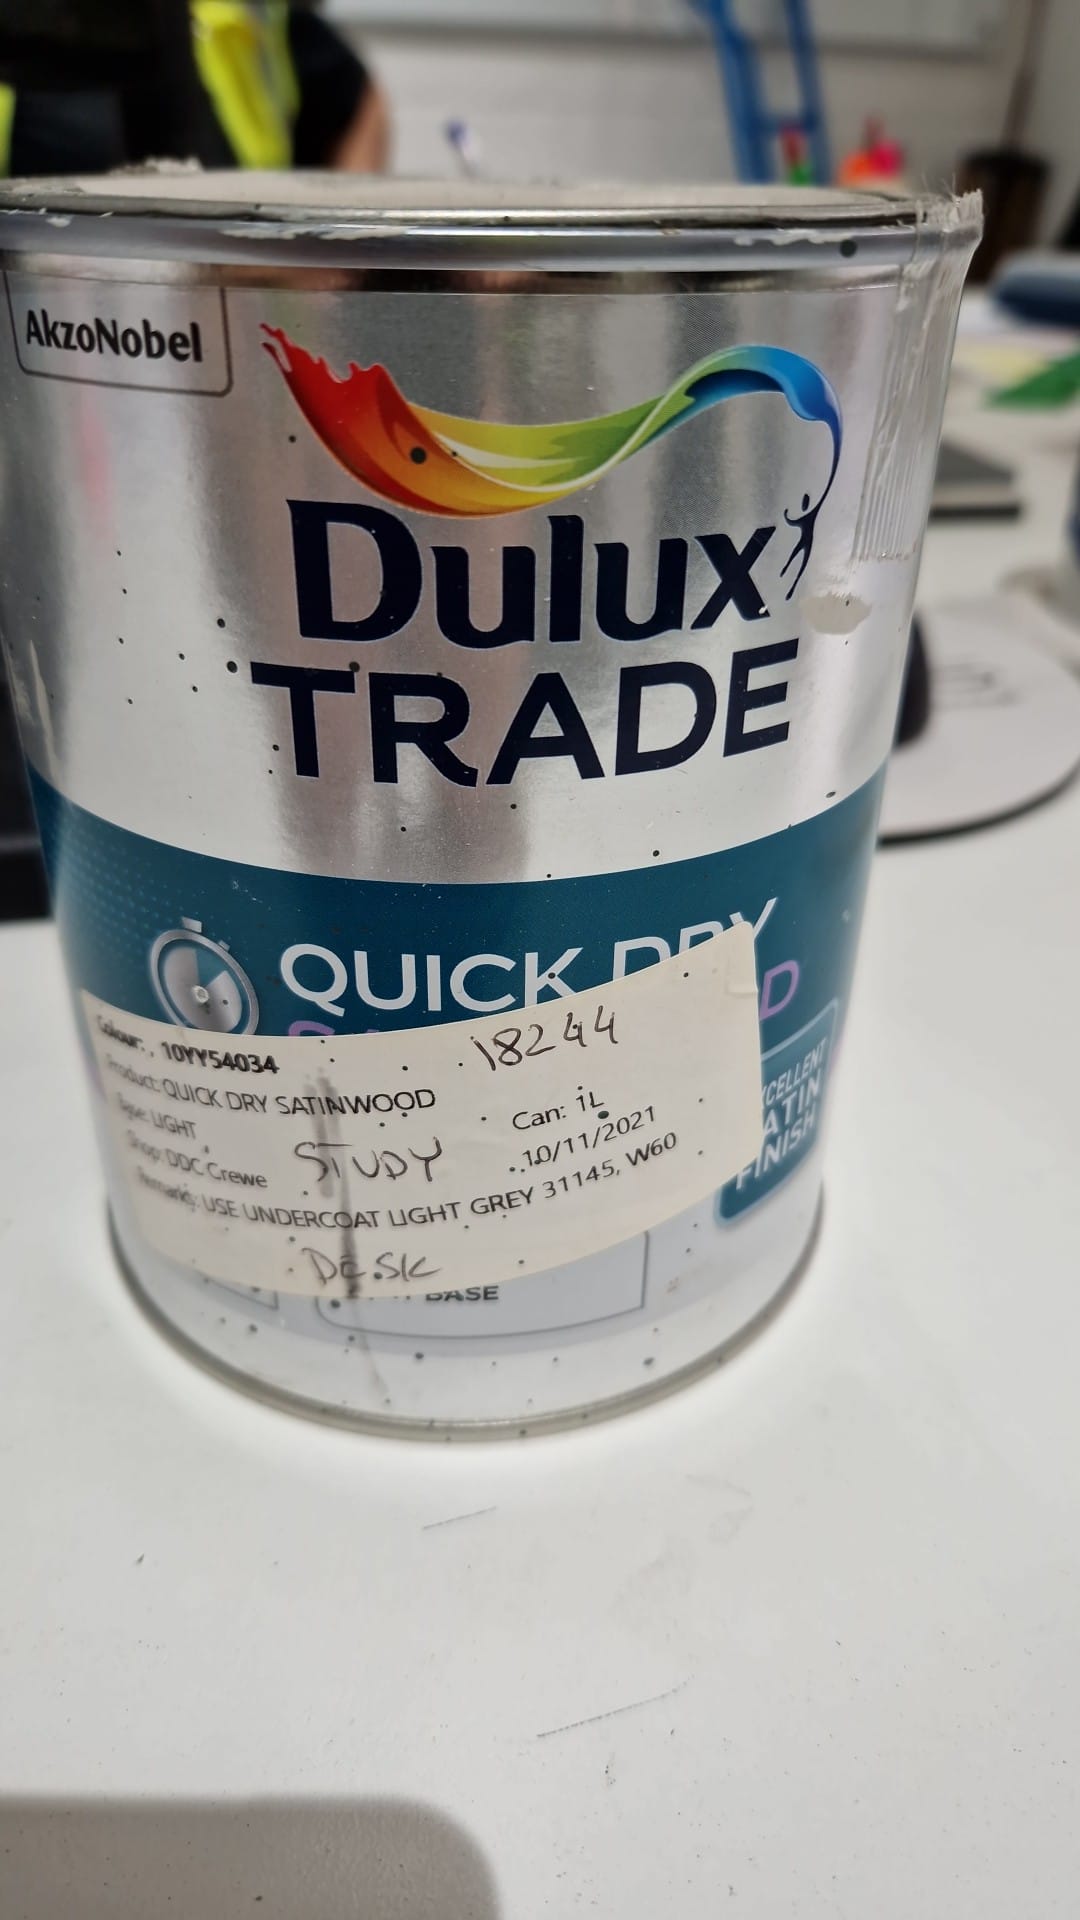 AkzoNobel
Dulux
TRADE
QUICK DRY
Colour: , 10YY54034
18244
Product: QUICK DRY SATINWOOD
Base: LIGHT
Can: 1L
Shop: DDC Crewe
STUDY
10/11/2021
Remarks: USE UNDERCOAT LIGHT GREY 31145, W60
DESK
EXCELLENT
SATIN
FINISH
BASE